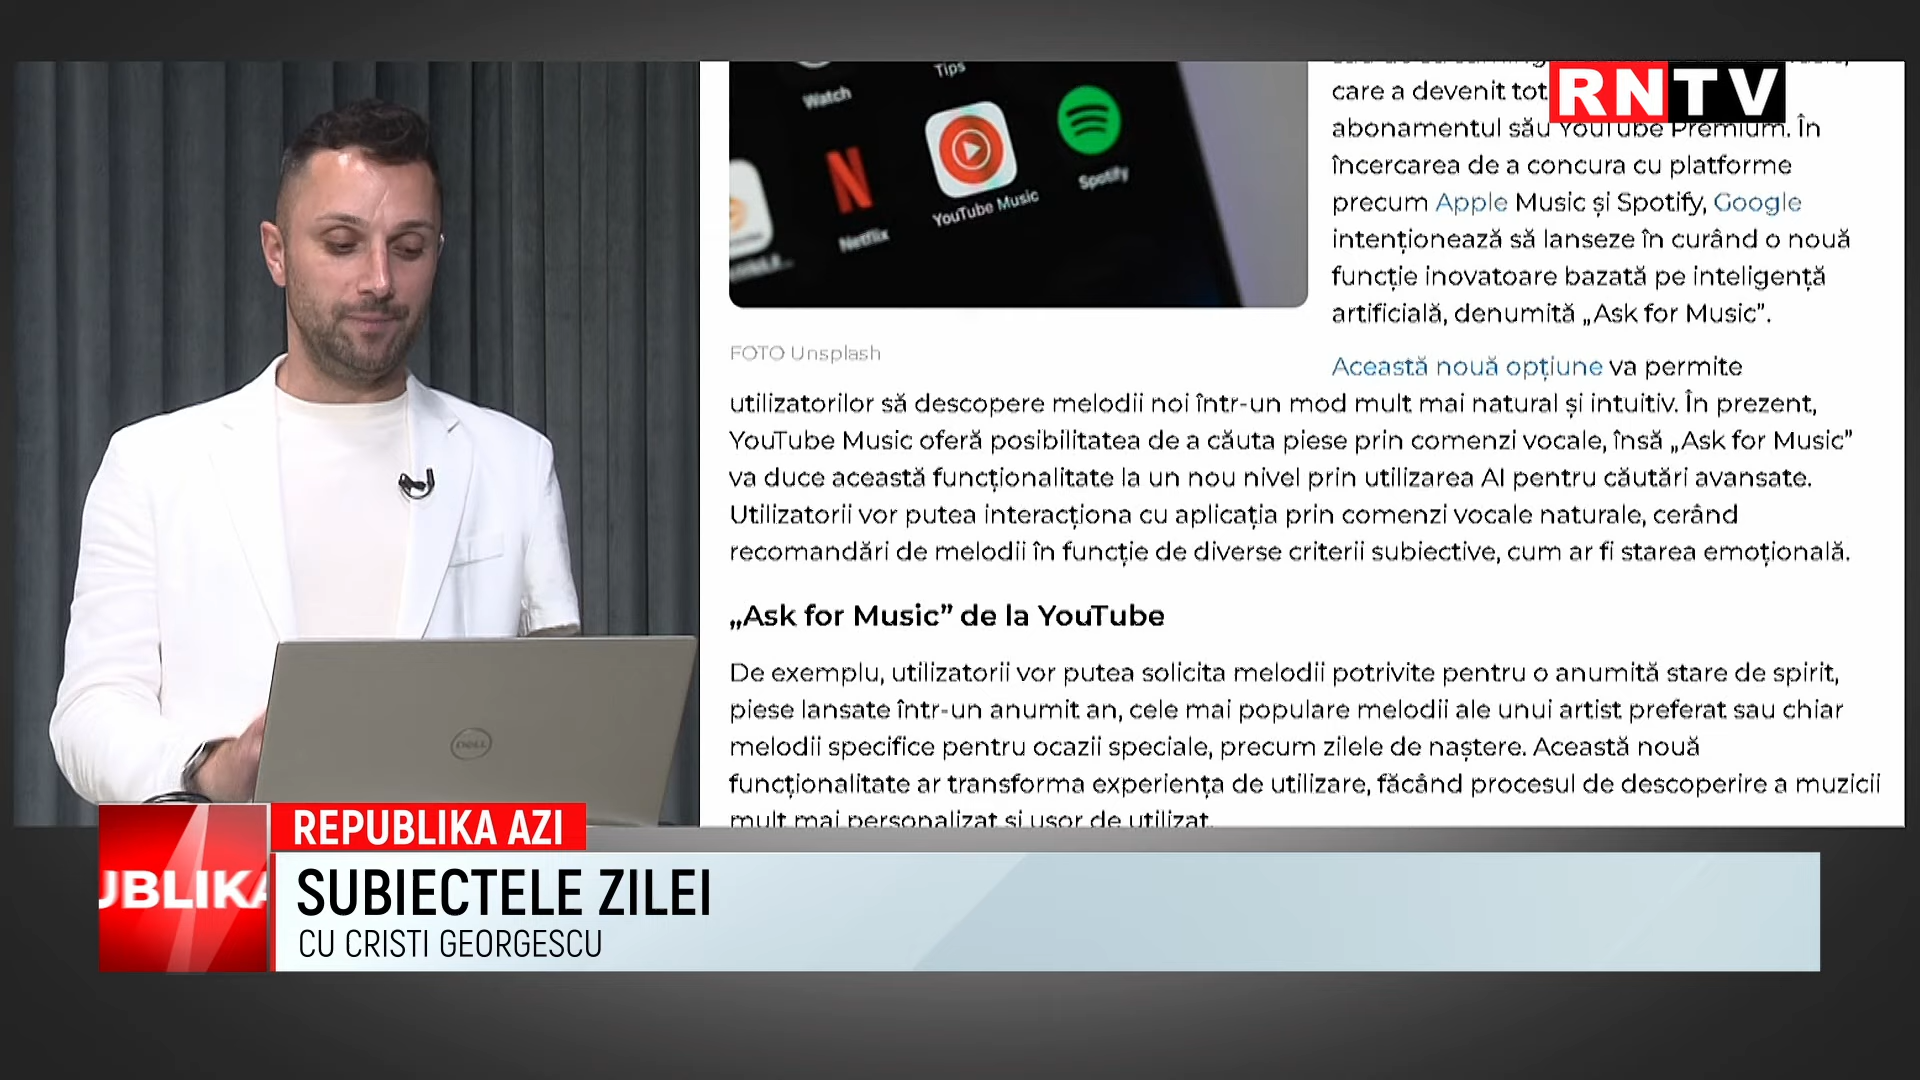 RNTV
Tips
Watch
YouTube Music
Spotify
Netflix
care a devenit tot
abonamentul său YouTube Premium. În
încercarea de a concura cu platforme
precum Apple Music și Spotify, Google
intenționează să lanseze în curând o nouă
funcție inovatoare bazată pe inteligență
artificială, denumită „Ask for Music”.
FOTO Unsplash
Această nouă opțiune va permite
utilizatorilor să descopere melodii noi într-un mod mult mai natural și intuitiv. În prezent,
YouTube Music oferă posibilitatea de a căuta piese prin comenzi vocale, însă „Ask for Music”
va duce această funcționalitate la un nou nivel prin utilizarea AI pentru căutări avansate.
Utilizatorii vor putea interacționa cu aplicația prin comenzi vocale naturale, cerând
recomandări de melodii în funcție de diverse criterii subiective, cum ar fi starea emoțională.
„Ask for Music” de la YouTube
De exemplu, utilizatorii vor putea solicita melodii potrivite pentru o anumită stare de spirit,
piese lansate într-un anumit an, cele mai populare melodii ale unui artist preferat sau chiar
melodii specifice pentru ocazii speciale, precum zilele de naștere. Această nouă
funcționalitate ar transforma experiența de utilizare, făcând procesul de descoperire a muzicii
mult mai personalizat și ușor de utilizat.
DELL
REPUBLIKA AZI
UBLIKA
SUBIECTELE ZILEI
CU CRISTI GEORGESCU